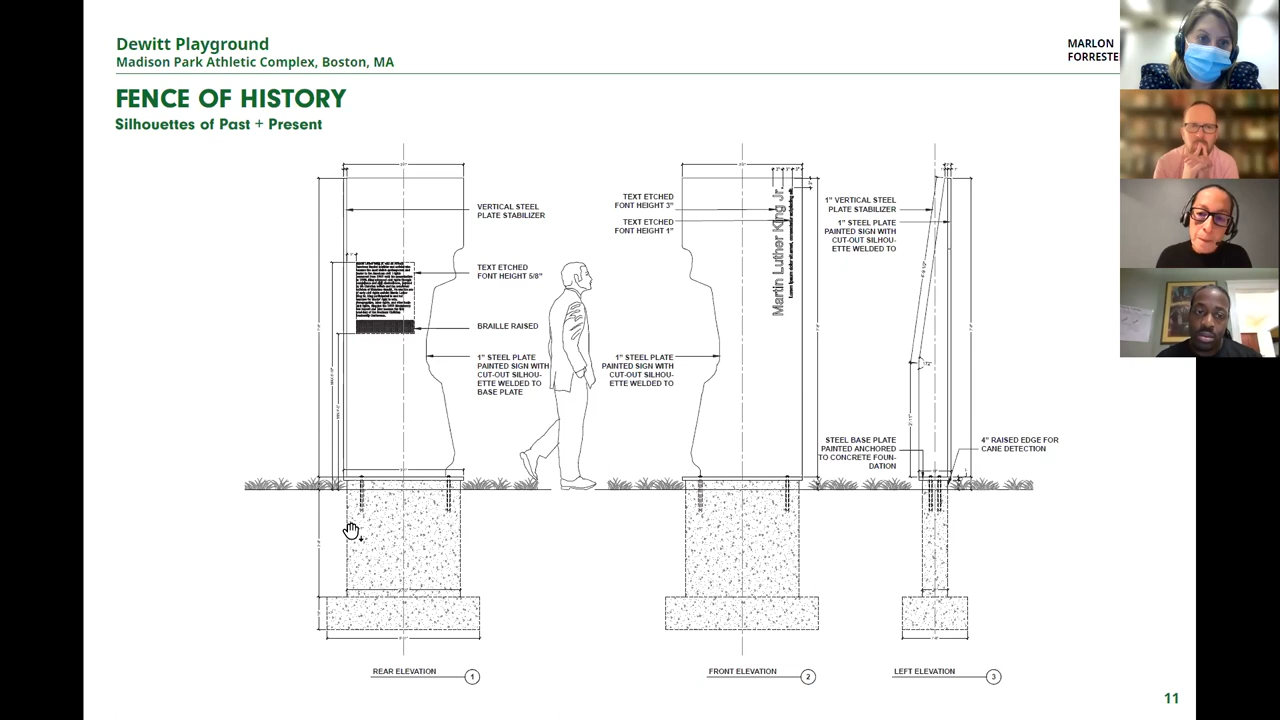 Dewitt Playground
Madison Park Athletic Complex, Boston, MA
MARLON
FORRESTE
FENCE OF HISTORY
Silhouettes of Past + Present
VERTICAL STEEL
PLATE STABILIZER
TEXT ETCHED
FONT HEIGHT 5/8"
BRAILLE RAISED
1" STEEL PLATE
PAINTED SIGN WITH
CUT-OUT SILHOU-
ETTE WELDED TO
BASE PLATE
TEXT ETCHED
FONT HEIGHT 3"
TEXT ETCHED
FONT HEIGHT 1"
1" STEEL PLATE
PAINTED SIGN WITH
CUT-OUT SILHOU-
ETTE WELDED TO
Martin Luther King Jr.
1" VERTICAL STEEL
PLATE STABILIZER
1" STEEL PLATE
PAINTED SIGN WITH
CUT-OUT SILHOU-
ETTE WELDED TO
STEEL BASE PLATE
PAINTED ANCHORED
TO CONCRETE FOUN-
DATION
4" RAISED EDGE FOR
CANE DETECTION
REAR ELEVATION 1
FRONT ELEVATION 2
LEFT ELEVATION 3
11